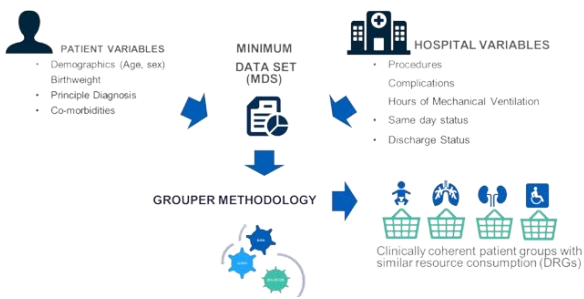 PATIENT VARIABLES
Demographics (Age, sex)
Birthweight
Principle Diagnosis
Co-morbidities
MINIMUM
DATA SET
(MDS)
HOSPITAL VARIABLES
Procedures
Complications
Hours of Mechanical Ventilation
Same day status
Discharge Status
GROUPER METHODOLOGY
Clinically coherent patient groups with
similar resource consumption (DRGs)